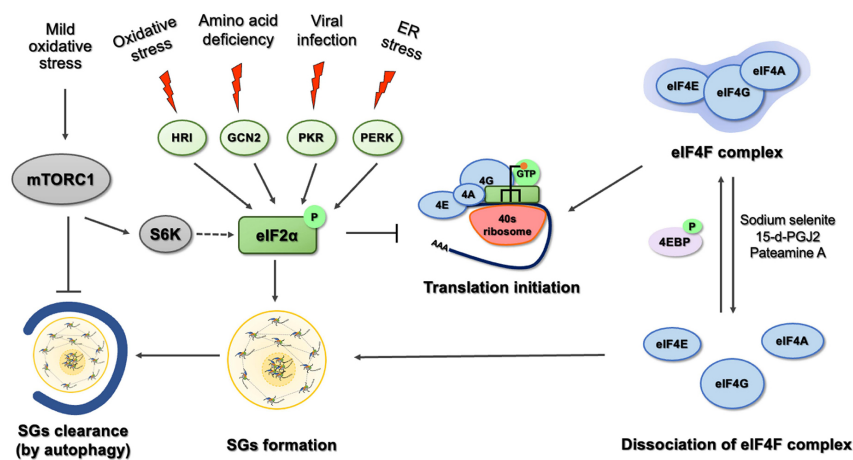 Mild
oxidative
stress
Oxidative
stress
Amino acid
deficiency
Viral
infection
ER
stress
HRI
GCN2
PKR
PERK
mTORC1
S6K
eIF2α
P
4G
GTP
4A
4E
40s
ribosome
AAA
Translation initiation
eIF4E
eIF4G
eIF4A
eIF4F complex
P
4EBP
Sodium selenite
15-d-PGJ2
Pateamine A
eIF4E
eIF4A
eIF4G
SGs clearance
(by autophagy)
SGs formation
Dissociation of eIF4F complex